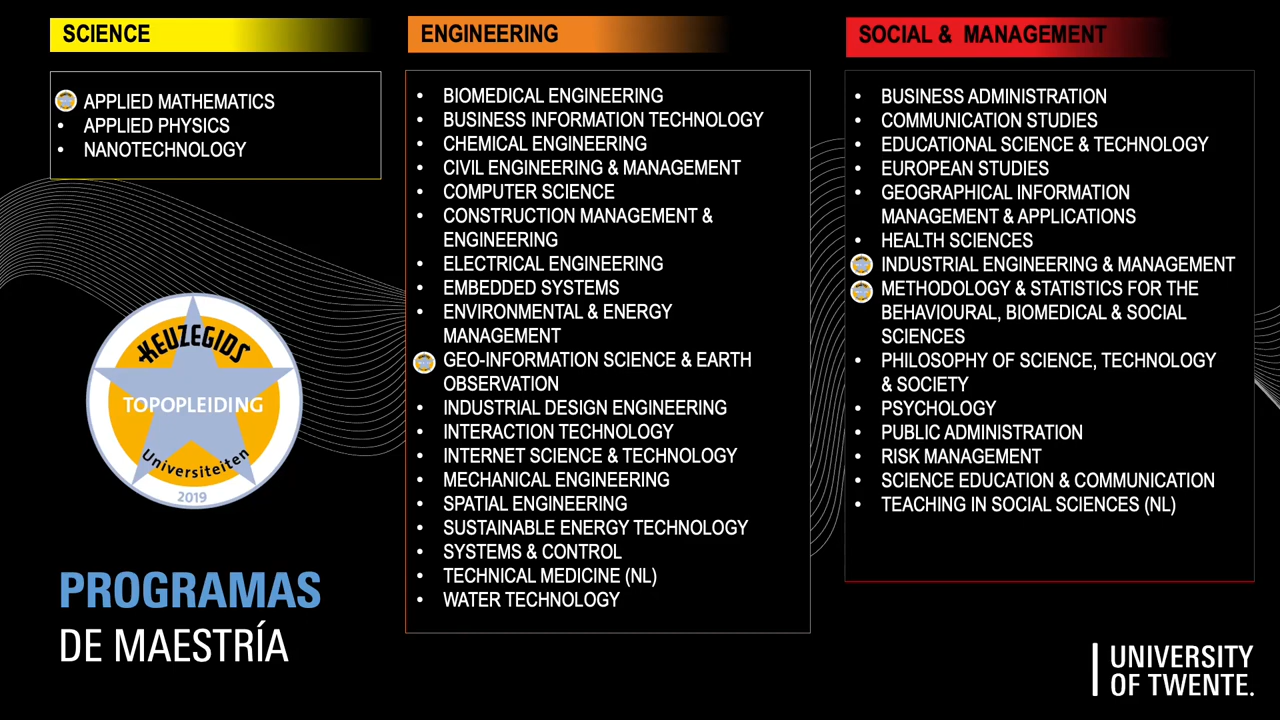 SCIENCE
APPLIED MATHEMATICS
• APPLIED PHYSICS
• NANOTECHNOLOGY
KEUZEGIDS
TOPOPLEIDING
Universiteiten
2019
PROGRAMAS
DE MAESTRÍA
ENGINEERING
• BIOMEDICAL ENGINEERING
• BUSINESS INFORMATION TECHNOLOGY
• CHEMICAL ENGINEERING
• CIVIL ENGINEERING & MANAGEMENT
• COMPUTER SCIENCE
• CONSTRUCTION MANAGEMENT &
ENGINEERING
• ELECTRICAL ENGINEERING
• EMBEDDED SYSTEMS
• ENVIRONMENTAL & ENERGY
MANAGEMENT
GEO-INFORMATION SCIENCE & EARTH
OBSERVATION
• INDUSTRIAL DESIGN ENGINEERING
• INTERACTION TECHNOLOGY
• INTERNET SCIENCE & TECHNOLOGY
• MECHANICAL ENGINEERING
• SPATIAL ENGINEERING
• SUSTAINABLE ENERGY TECHNOLOGY
• SYSTEMS & CONTROL
• TECHNICAL MEDICINE (NL)
• WATER TECHNOLOGY
SOCIAL & MANAGEMENT
• BUSINESS ADMINISTRATION
• COMMUNICATION STUDIES
• EDUCATIONAL SCIENCE & TECHNOLOGY
• EUROPEAN STUDIES
• GEOGRAPHICAL INFORMATION
MANAGEMENT & APPLICATIONS
• HEALTH SCIENCES
INDUSTRIAL ENGINEERING & MANAGEMENT
METHODOLOGY & STATISTICS FOR THE
BEHAVIOURAL, BIOMEDICAL & SOCIAL
SCIENCES
• PHILOSOPHY OF SCIENCE, TECHNOLOGY
& SOCIETY
• PSYCHOLOGY
• PUBLIC ADMINISTRATION
• RISK MANAGEMENT
• SCIENCE EDUCATION & COMMUNICATION
• TEACHING IN SOCIAL SCIENCES (NL)
UNIVERSITY
OF TWENTE.